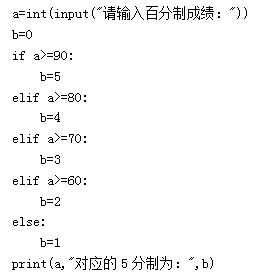 a=int(input("请输入百分制成绩："))
b=0
if a>=90:
    b=5
elif a>=80:
    b=4
elif a>=70:
    b=3
elif a>=60:
    b=2
else:
    b=1
print(a,"对应的5分制为：",b)